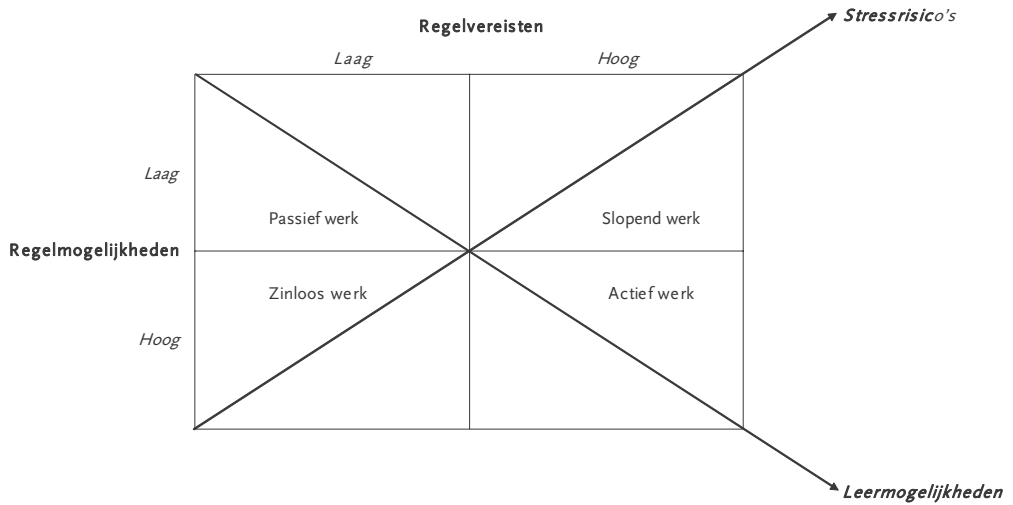 Stressrisico's
Regelvereisten
Laag Hoog
Laag
Passief werk Slopend werk
Regelmogelijkheden
Zinloos werk Actief werk
Hoog
Leermogelijkheden